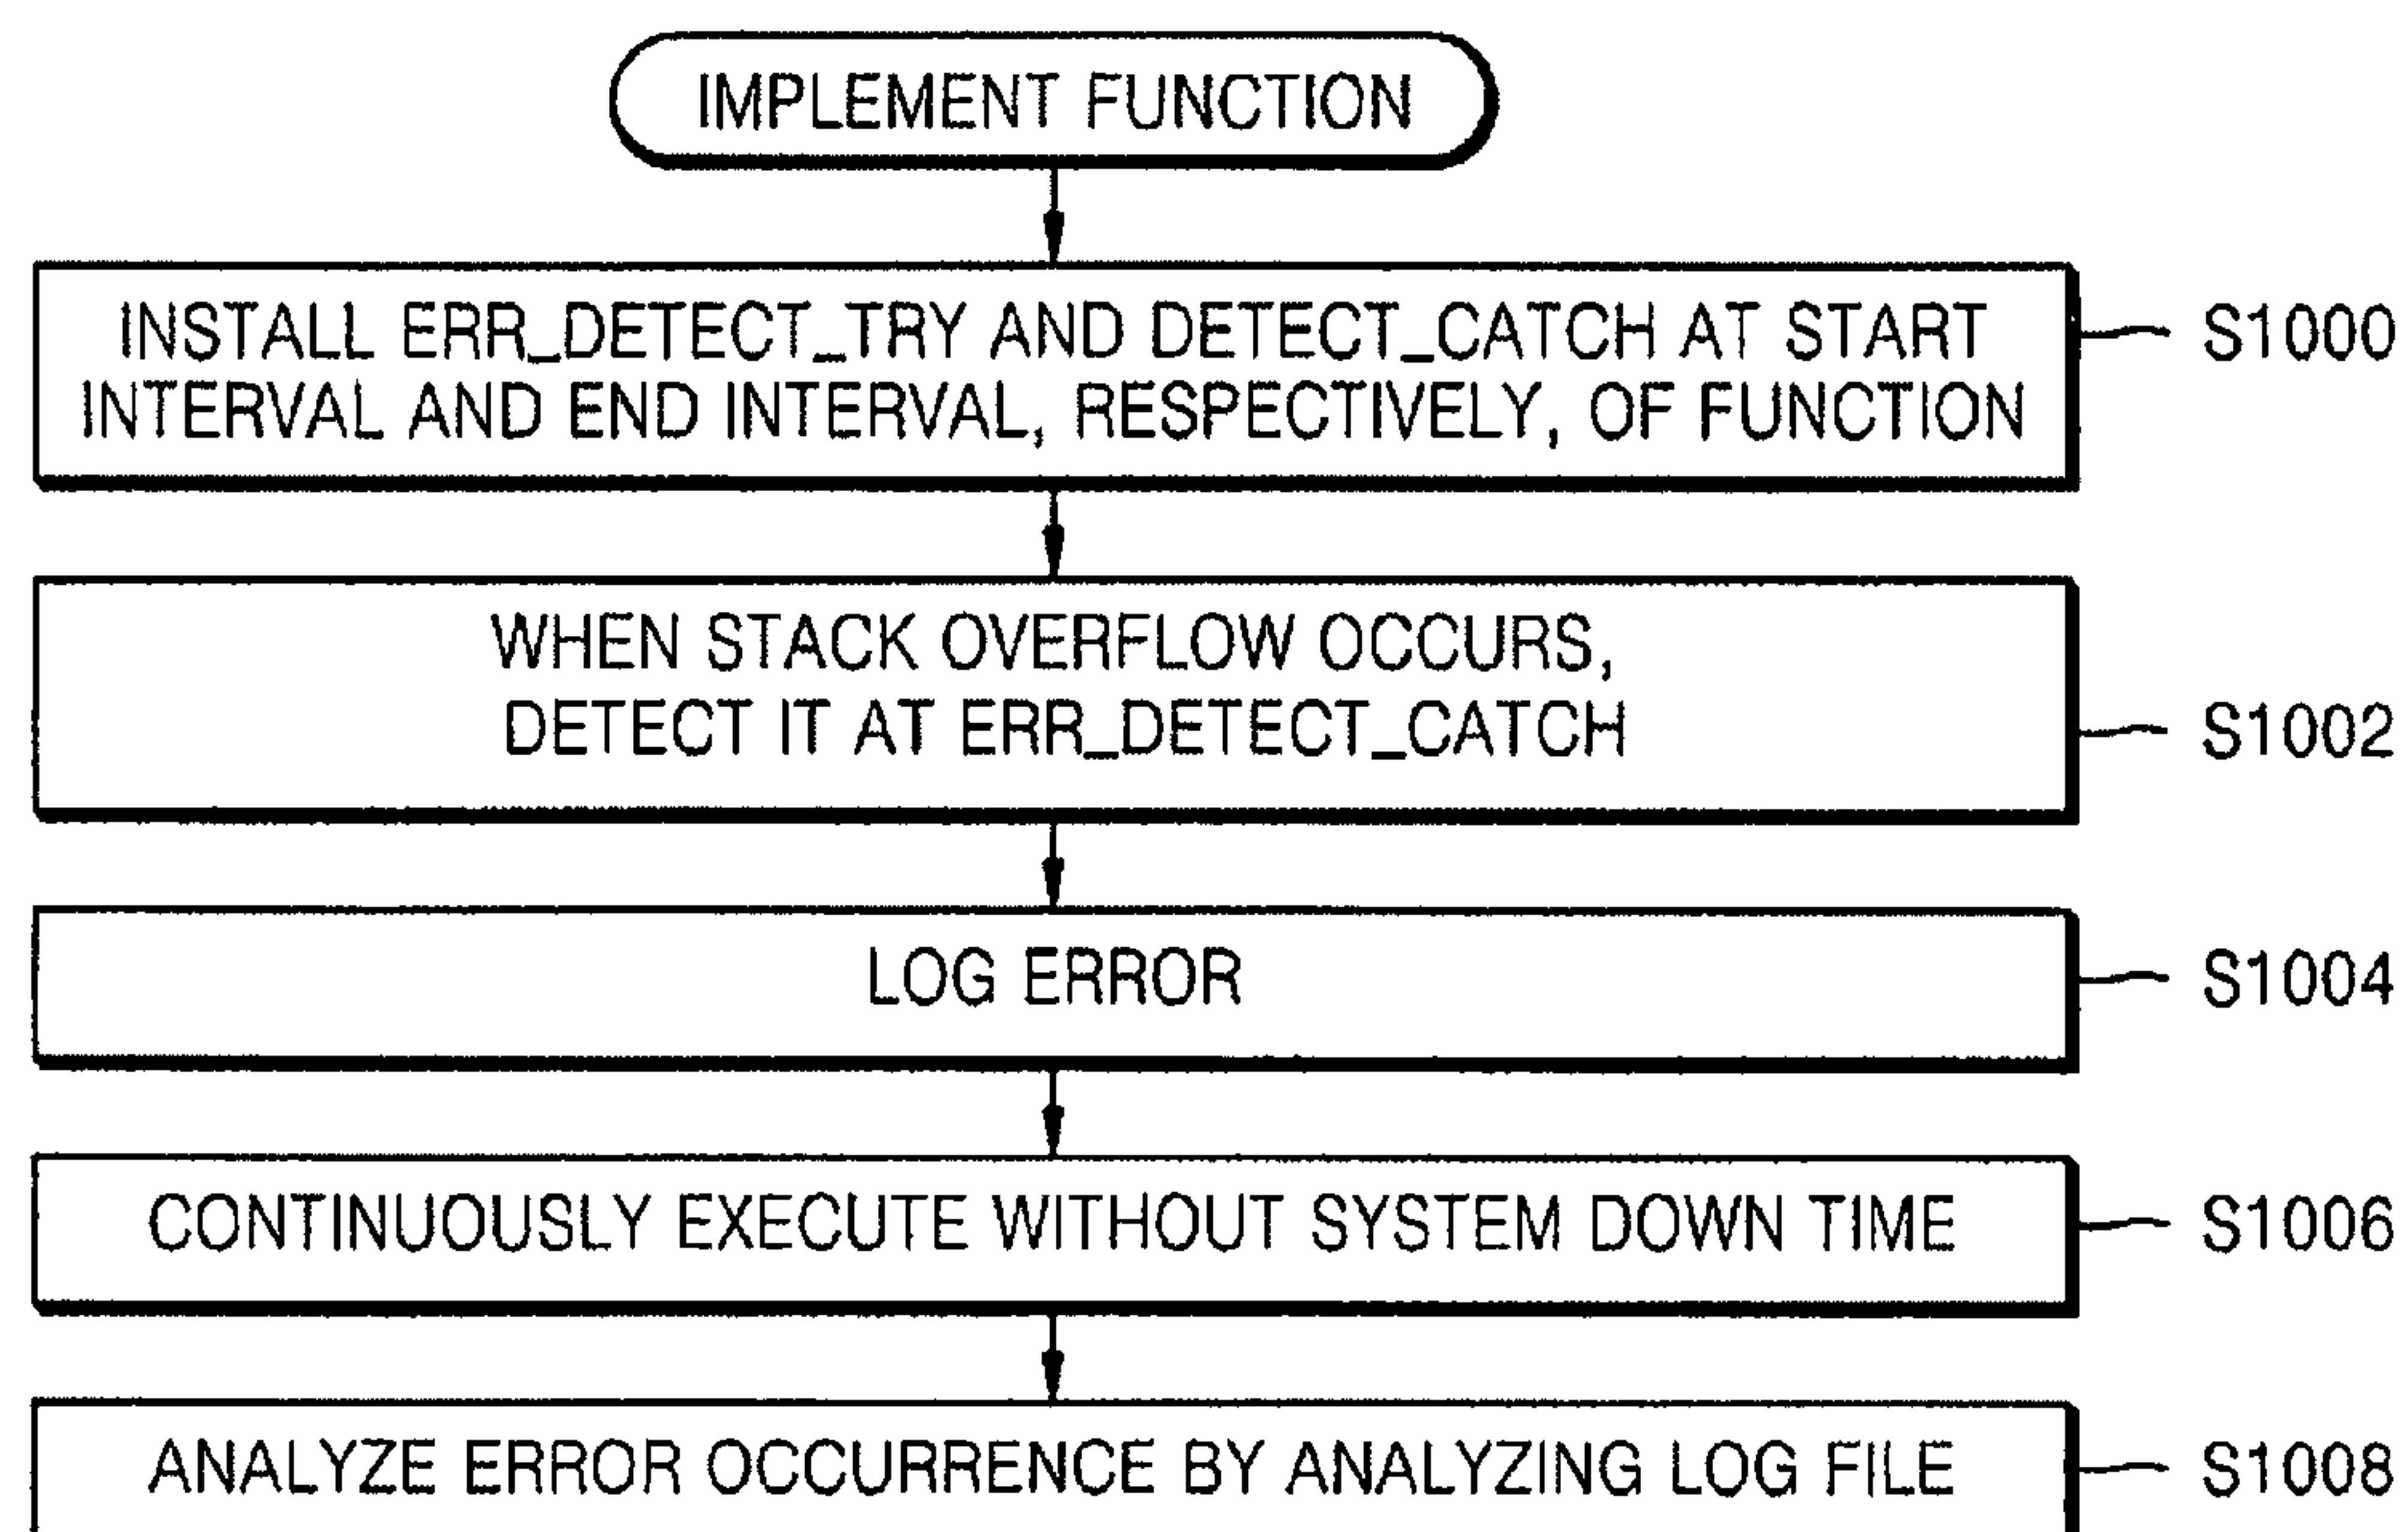 IMPLEMENT FUNCTION
INSTALL ERR_DETECT_TRY AND DETECT_CATCH AT START
INTERVAL AND END INTERVAL, RESPECTIVELY, OF FUNCTION
S1000
WHEN STACK OVERFLOW OCCURS,
DETECT IT AT ERR_DETECT_CATCH
S1002
LOG ERROR
S1004
CONTINUOUSLY EXECUTE WITHOUT SYSTEM DOWN TIME
S1006
ANALYZE ERROR OCCURRENCE BY ANALYZING LOG FILE
S1008